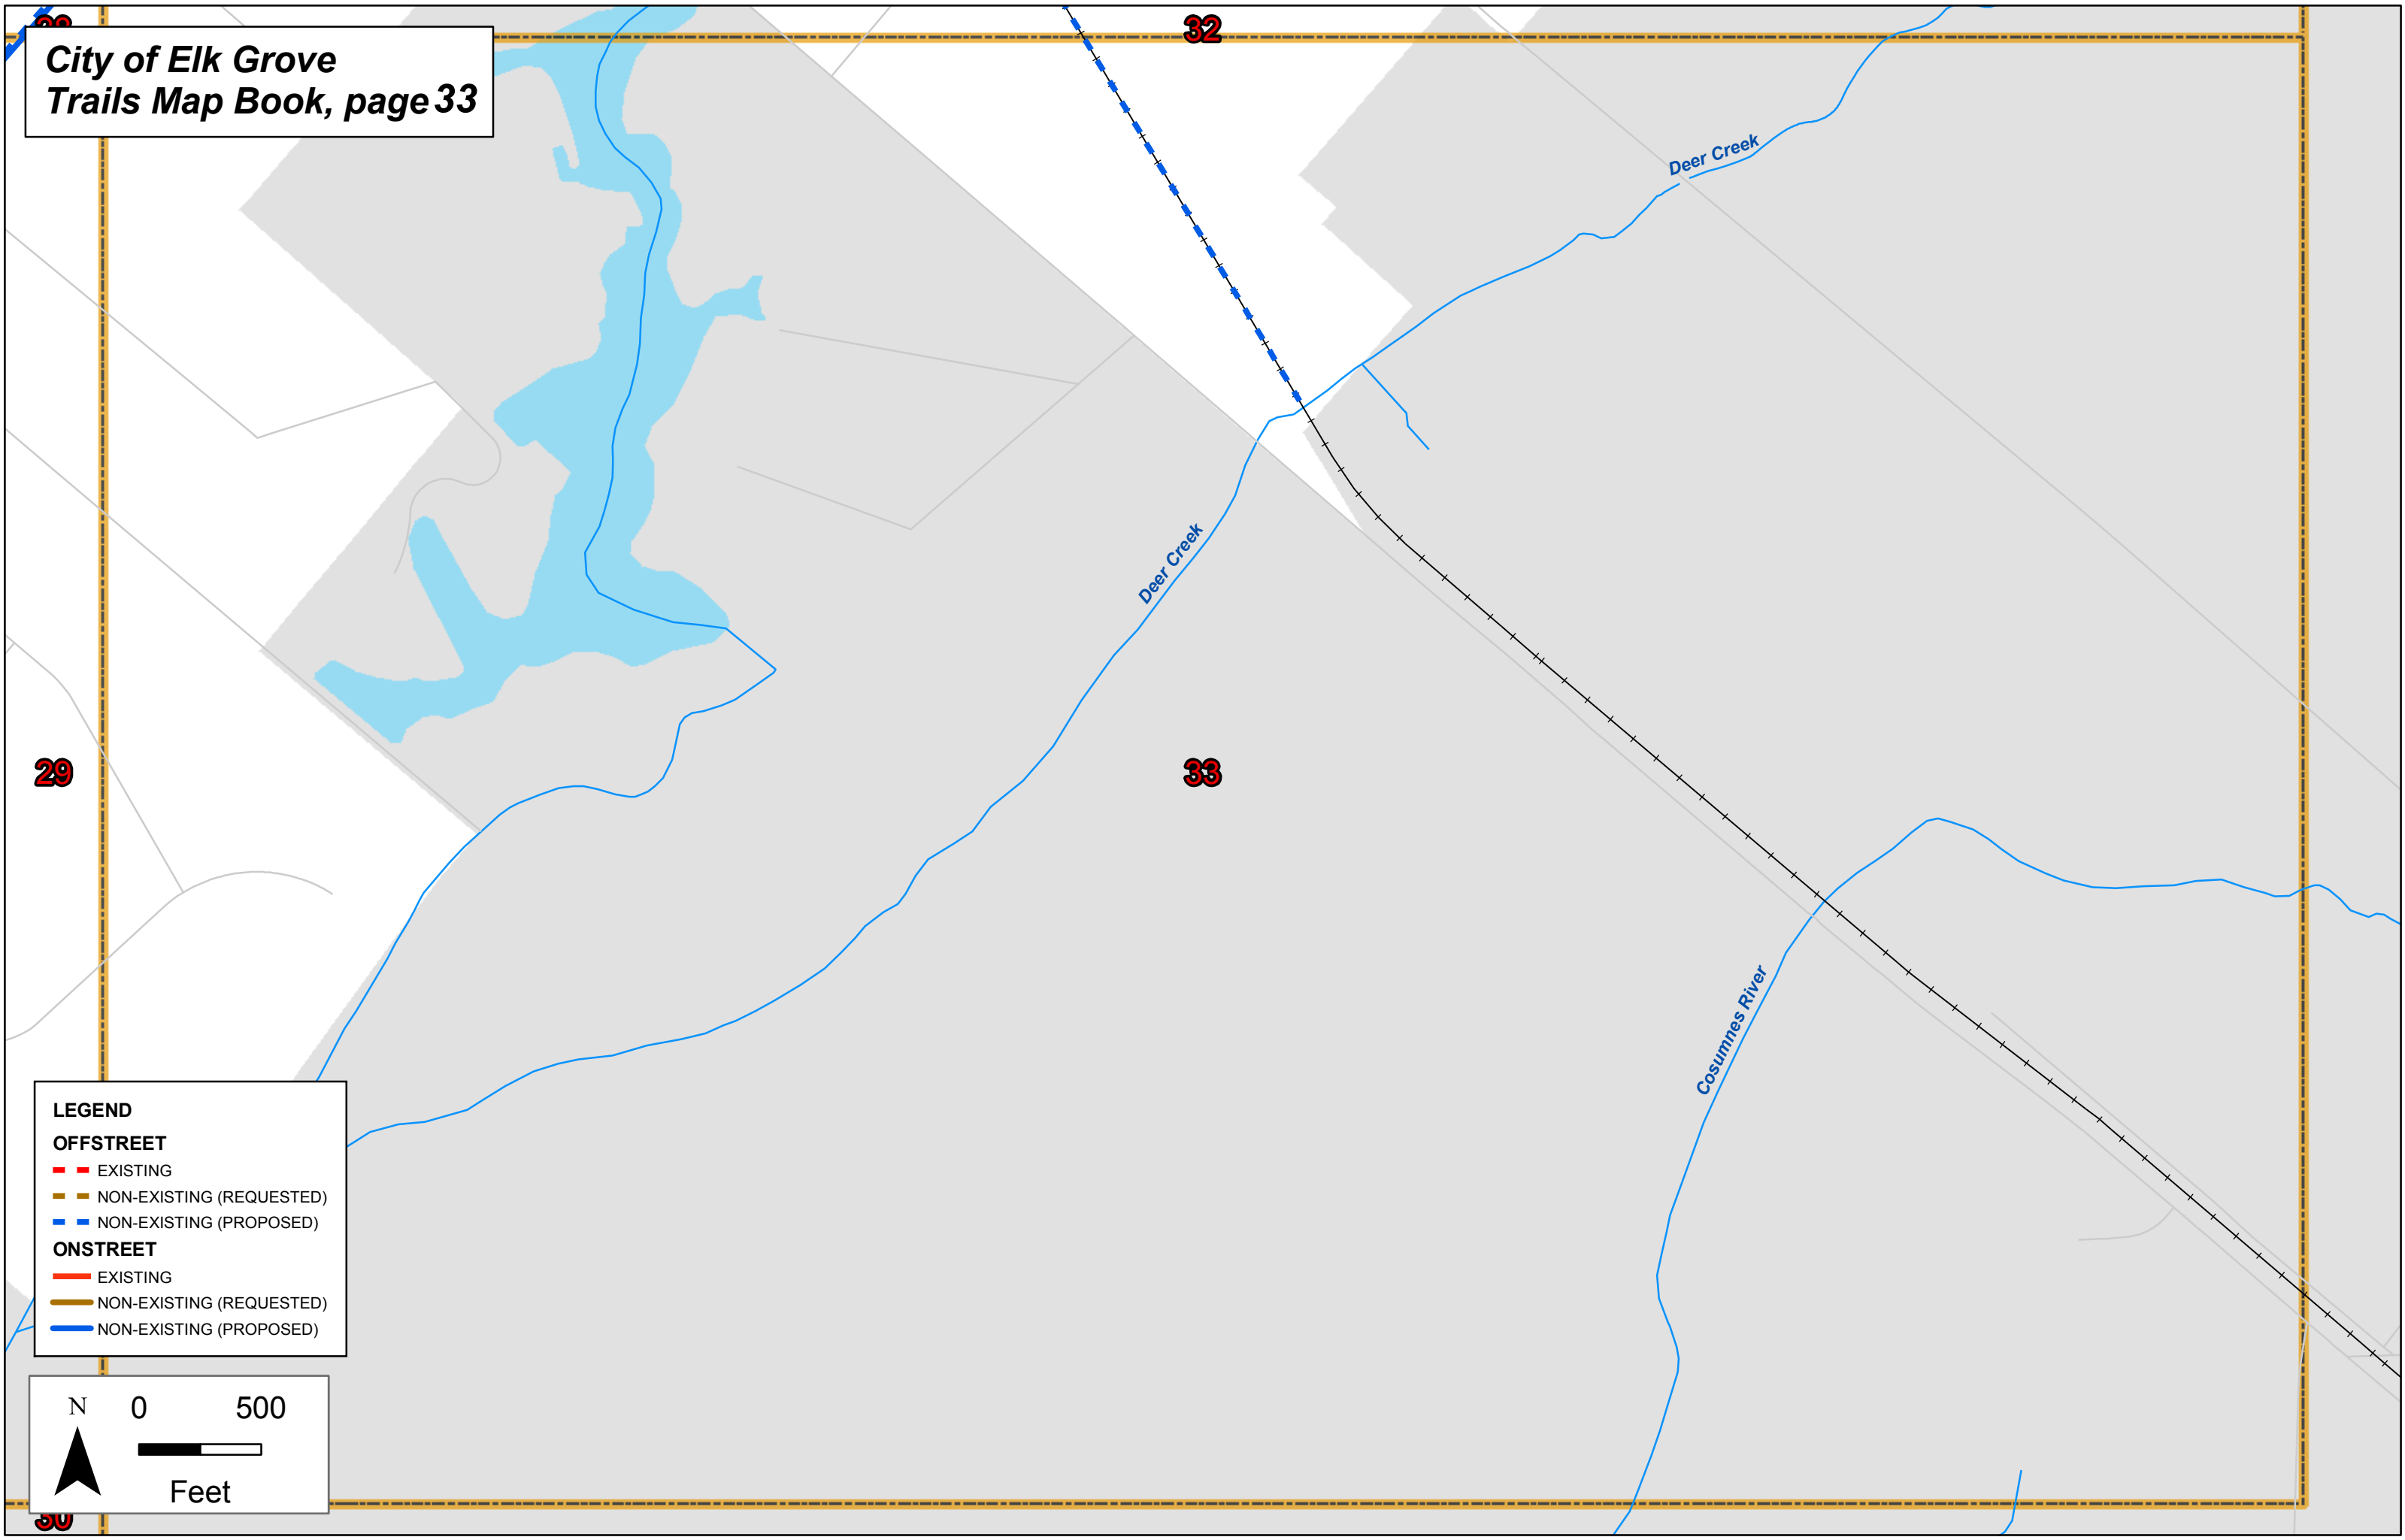 32
City of Elk Grove
Trails Map Book, page 33
Deer Creek
Deer Creek
29
33
Cosumnes River
LEGEND
OFFSTREET
EXISTING
NON-EXISTING (REQUESTED)
NON-EXISTING (PROPOSED)
ONSTREET
EXISTING
NON-EXISTING (REQUESTED)
NON-EXISTING (PROPOSED)
N 0 500
Feet
30